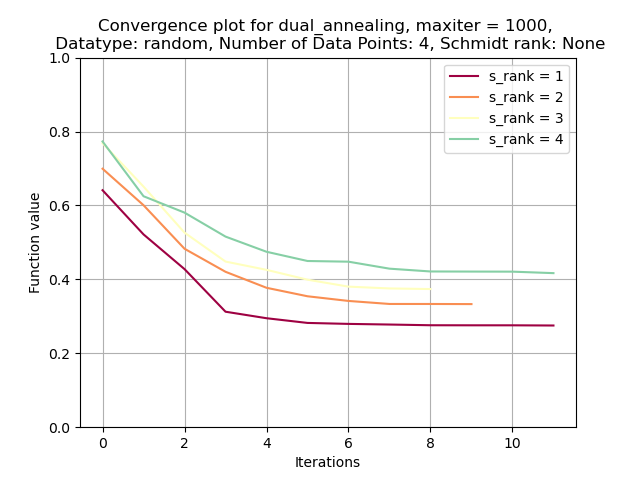 Convergence plot for dual_annealing, maxiter = 1000,
Datatype: random, Number of Data Points: 4, Schmidt rank: None
1.0
0.8
0.6
0.4
0.2
0.0
Function value
s_rank = 1
s_rank = 2
s_rank = 3
s_rank = 4
0 2 4 6 8 10
Iterations